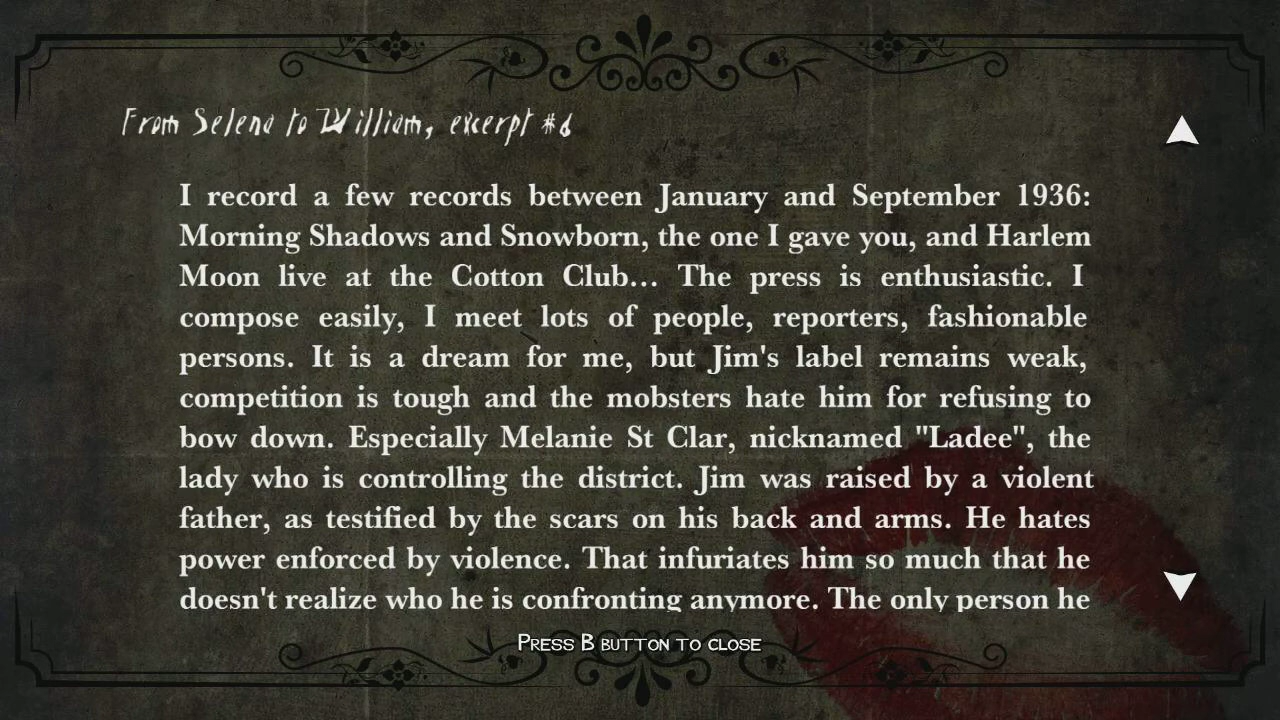 From Selena to William, excerpt #6
I record a few records between January and September 1936:
Morning Shadows and Snowborn, the one I gave you, and Harlem
Moon live at the Cotton Club... The press is enthusiastic. I
compose easily, I meet lots of people, reporters, fashionable
persons. It is a dream for me, but Jim's label remains weak,
competition is tough and the mobsters hate him for refusing to
bow down. Especially Melanie St Clar, nicknamed "Ladee", the
lady who is controlling the district. Jim was raised by a violent
father, as testified by the scars on his back and arms. He hates
power enforced by violence. That infuriates him so much that he
doesn't realize who he is confronting anymore. The only person he
Press B button to close